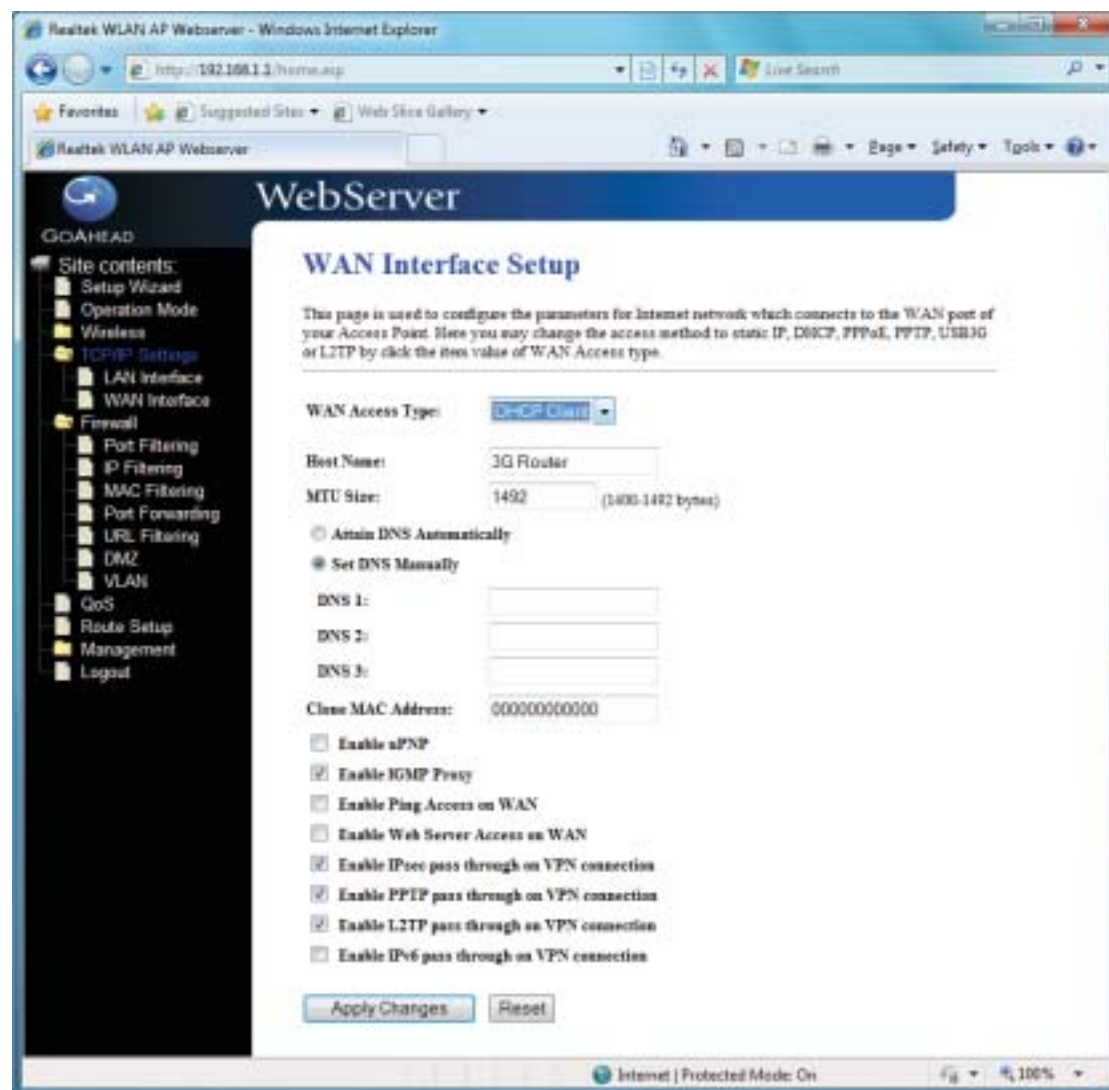 Realtek WLAN AP Webserver - Windows Internet Explorer
http://192.168.1.1/home.asp
Live Search
Favorites
Suggested Sites
Web Slice Gallery
Realtek WLAN AP Webserver
Page
Safety
Tools
GOAHEAD
WebServer
Site contents:
Setup Wizard
Operation Mode
Wireless
TCP/IP Settings
LAN Interface
WAN Interface
Firewall
Port Filtering
IP Filtering
MAC Filtering
Port Forwarding
URL Filtering
DMZ
VLAN
QoS
Route Setup
Management
Logout
WAN Interface Setup
This page is used to configure the parameters for Internet network which connects to the WAN port of
your Access Point. Here you may change the access method to static IP, DHCP, PPPoE, PPTP, USB3G
or L2TP by click the item value of WAN Access type.
WAN Access Type: DHCP Client
Host Name: 3G Router
MTU Size: 1492 (1400-1492 bytes)
Attain DNS Automatically
Set DNS Manually
DNS 1:
DNS 2:
DNS 3:
Clone MAC Address: 000000000000
Enable uPNP
Enable IGMP Proxy
Enable Ping Access on WAN
Enable Web Server Access on WAN
Enable IPsec pass through on VPN connection
Enable PPTP pass through on VPN connection
Enable L2TP pass through on VPN connection
Enable IPv6 pass through on VPN connection
Apply Changes
Reset
Internet | Protected Mode: On
100%